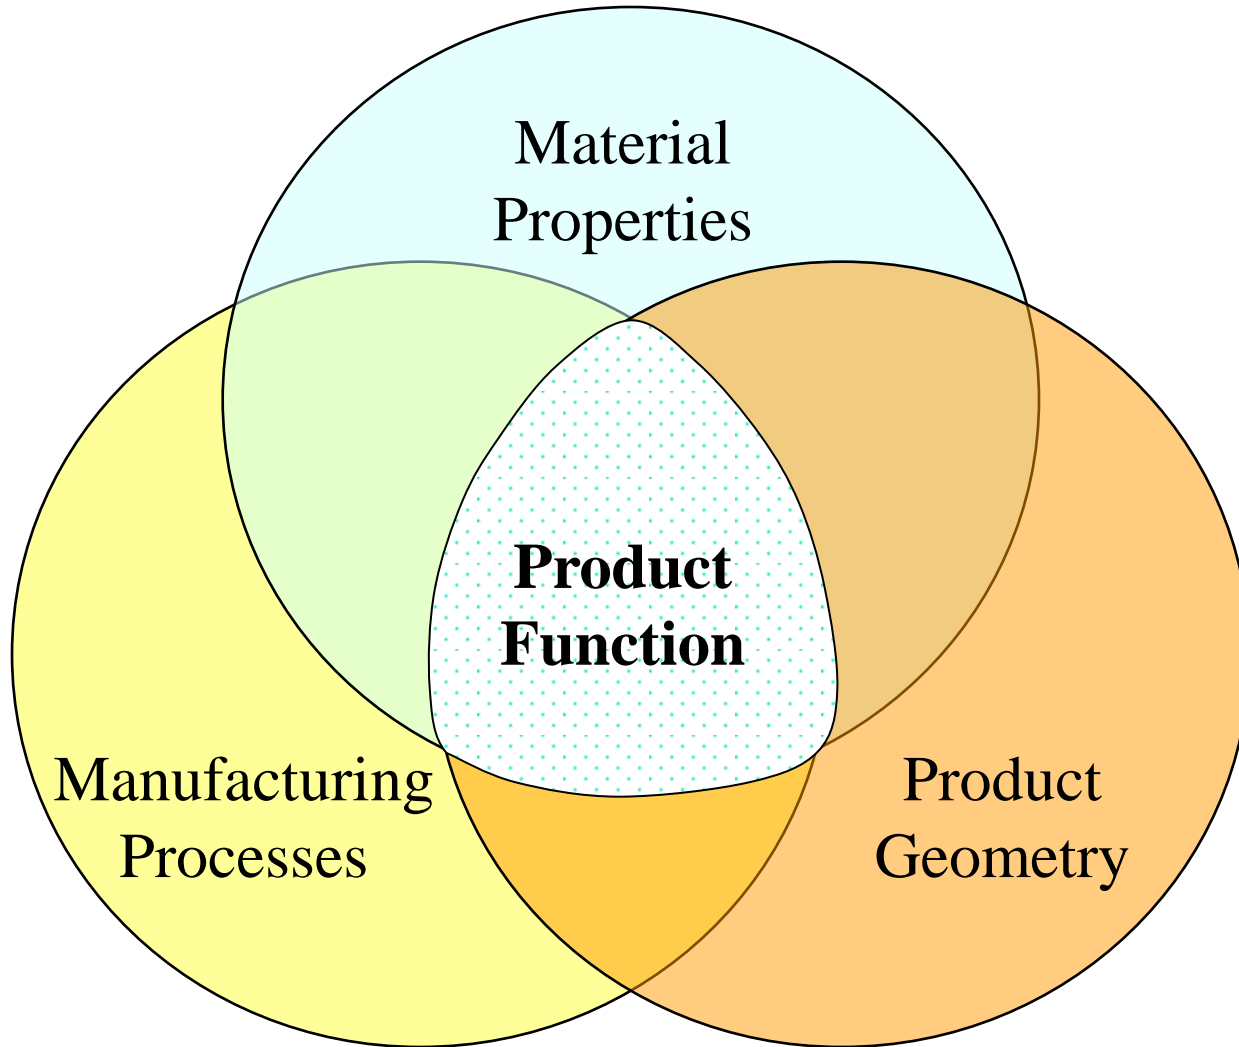 Material
Properties
Product
Function
Manufacturing
Processes
Product
Geometry